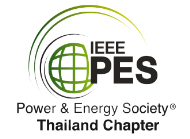 IEEE
PES
Power & Energy Society®
Thailand Chapter